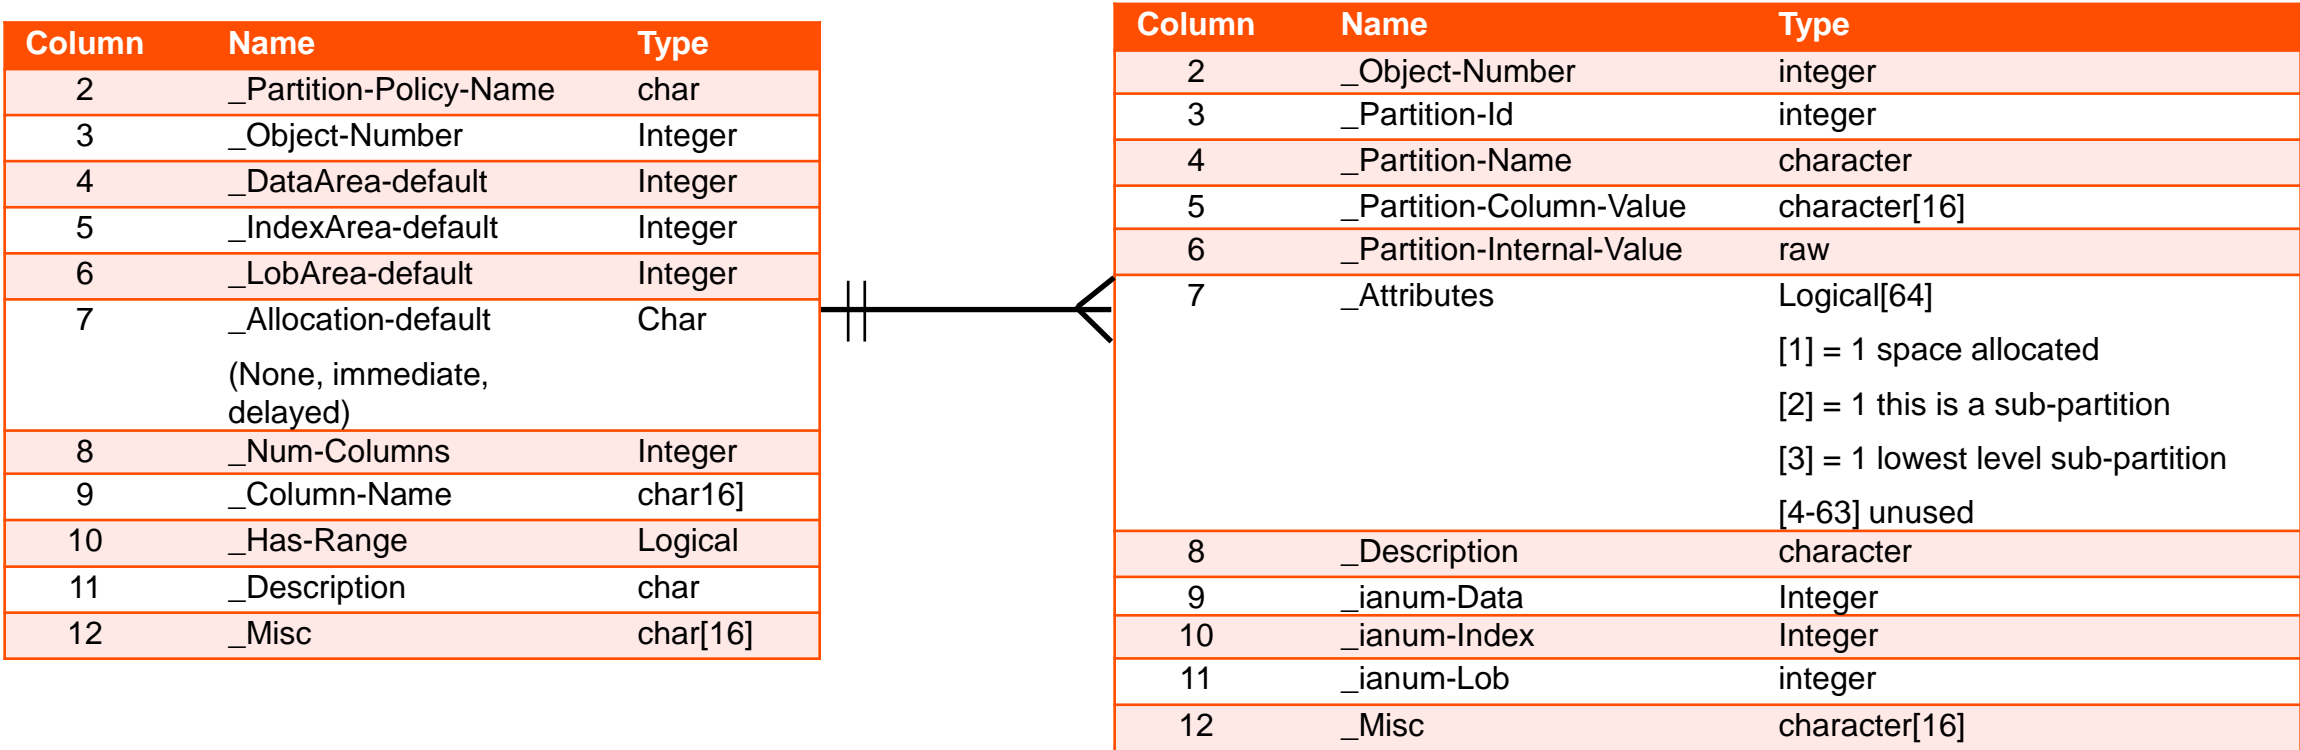 Column Name Type
2 _Partition-Policy-Name char
3 _Object-Number Integer
4 _DataArea-default Integer
5 _IndexArea-default Integer
6 _LobArea-default Integer
7 _Allocation-default Char
(None, immediate,
delayed)
8 _Num-Columns Integer
9 _Column-Name char16]
10 _Has-Range Logical
11 _Description char
12 _Misc char[16]
Column Name Type
2 _Object-Number integer
3 _Partition-Id integer
4 _Partition-Name character
5 _Partition-Column-Value character[16]
6 _Partition-Internal-Value raw
7 _Attributes Logical[64]
[1] = 1 space allocated
[2] = 1 this is a sub-partition
[3] = 1 lowest level sub-partition
[4-63] unused
8 _Description character
9 _ianum-Data Integer
10 _ianum-Index Integer
11 _ianum-Lob integer
12 _Misc character[16]